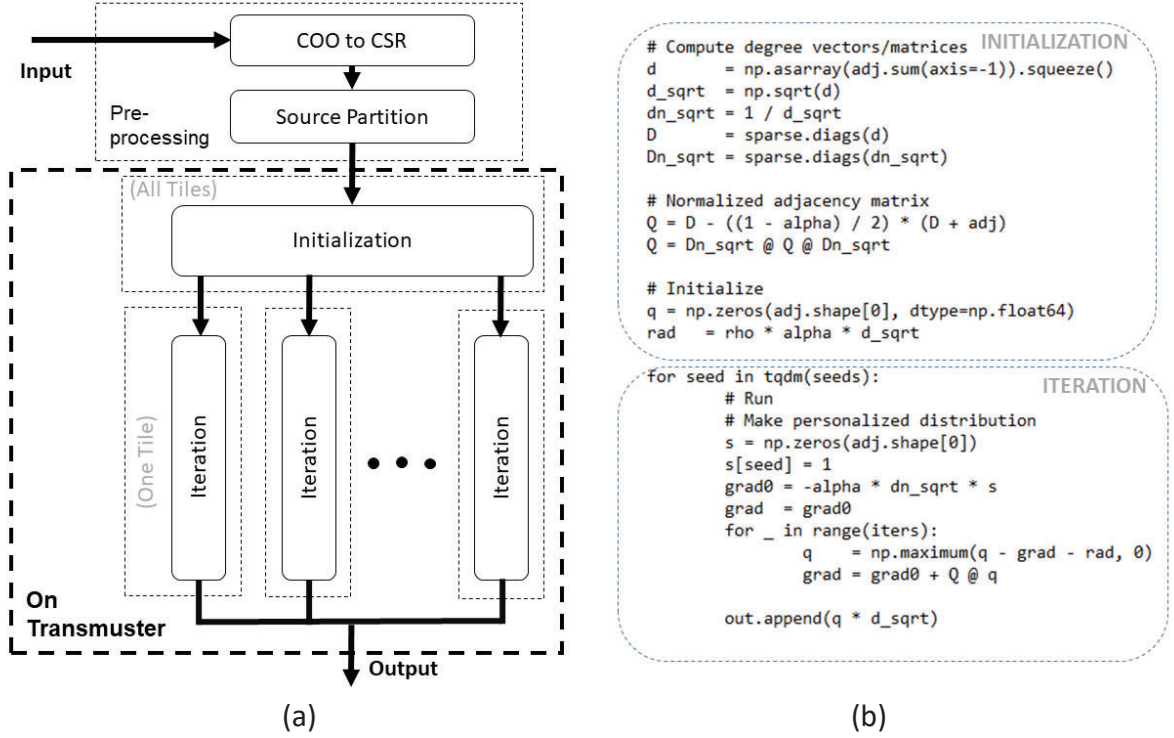 Input
COO to CSR
Pre-
processing
Source Partition
(All Tiles)
Initialization
(One Tile)
Iteration
Iteration
Iteration
On
Transmuster
Output
(a)
INITIALIZATION
# Compute degree vectors/matrices
d       = np.asarray(adj.sum(axis=-1)).squeeze()
d_sqrt  = np.sqrt(d)
dn_sqrt = 1 / d_sqrt
D       = sparse.diags(d)
Dn_sqrt = sparse.diags(dn_sqrt)
# Normalized adjacency matrix
Q = D - ((1 - alpha) / 2) * (D + adj)
Q = Dn_sqrt @ Q @ Dn_sqrt
# Initialize
q = np.zeros(adj.shape[0], dtype=np.float64)
rad   = rho * alpha * d_sqrt
for seed in tqdm(seeds):
ITERATION
        # Run
        # Make personalized distribution
        s = np.zeros(adj.shape[0])
        s[seed] = 1
        grad0 = -alpha * dn_sqrt * s
        grad  = grad0
        for _ in range(iters):
                q    = np.maximum(q - grad - rad, 0)
                grad = grad0 + Q @ q
        out.append(q * d_sqrt)
(b)